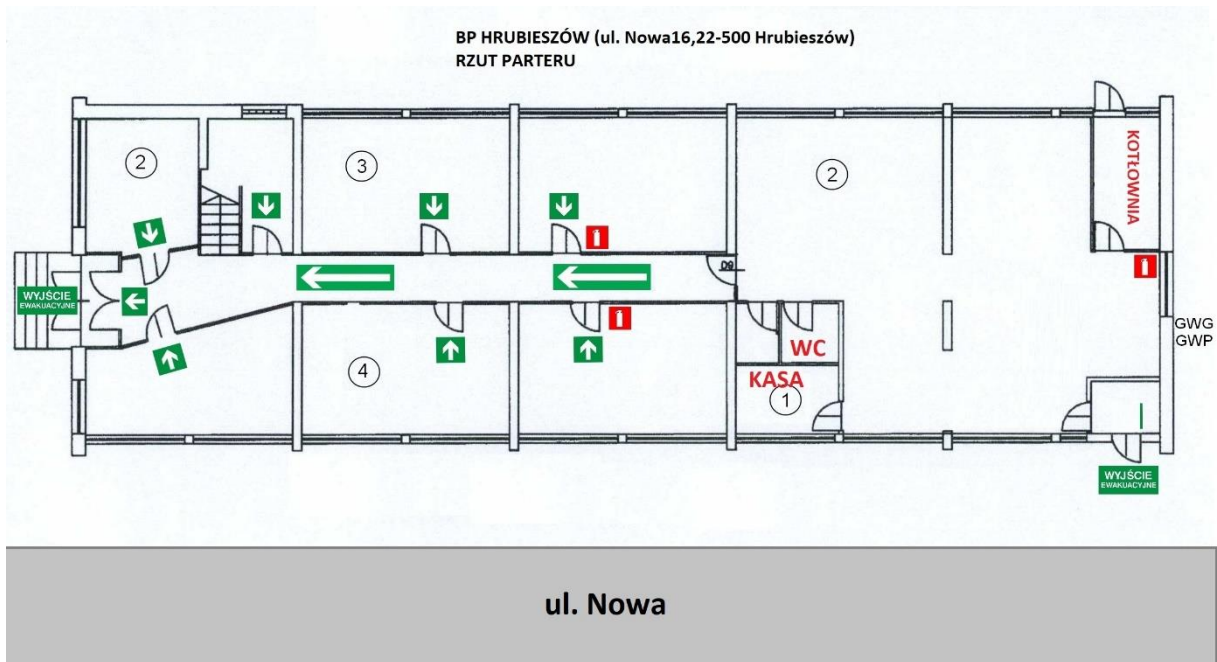 BP HRUBIESZÓW (ul. Nowa16,22-500 Hrubieszów)
RZUT PARTERU
2
3
2
KOTŁOWNIA
90
WYJŚCIE
EWAKUACYJNE
GWG
GWP
WC
KASA
4
1
WYJŚCIE
EWAKUACYJNE
ul. Nowa